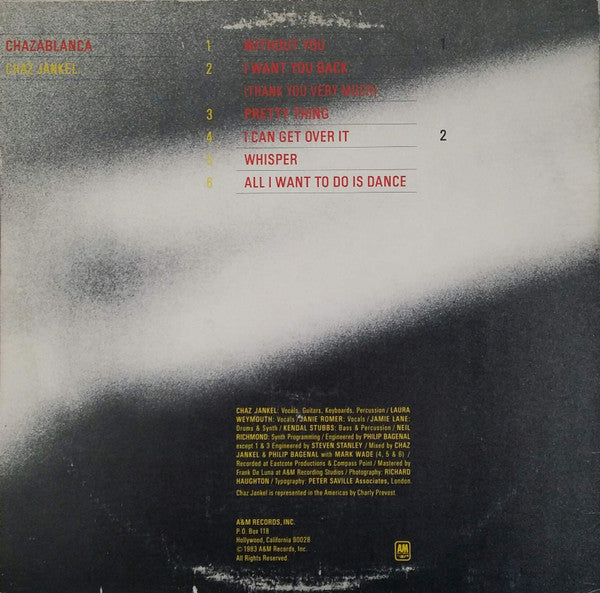 CHAZABLANCA 1 WITHOUT YOU 1
CHAZ JANKEL 2 I WANT YOU BACK
(THANK YOU VERY MUCH)
3 PRETTY THING
4 I CAN GET OVER IT 2
5 WHISPER
6 ALL I WANT TO DO IS DANCE
CHAZ JANKEL: Vocals, Guitars, Keyboards, Percussion / LAURA
WEYMOUTH: Vocals / JANIE ROMER: Vocals / JAMIE LANE:
Drums & Synth / KENDAL STUBBS: Bass & Percussion / NEIL
RICHMOND: Synth Programming / Engineered by PHILIP BAGENAL
except 1 & 3 Engineered by STEVEN STANLEY / Mixed by CHAZ
JANKEL & PHILIP BAGENAL with MARK WADE (4, 5 & 6) /
Recorded at Eastcote Productions & Compass Point / Mastered by
Frank De Luna at A&M Recording Studios / Photography: RICHARD
HAUGHTON / Typography: PETER SAVILLE Associates, London
Chaz Jankel is represented in the Americas by Charly Prevost.
A&M RECORDS, INC.
P.O. Box 118
Hollywood, California 90028
© 1983 A&M Records, Inc.
All Rights Reserved.
AM